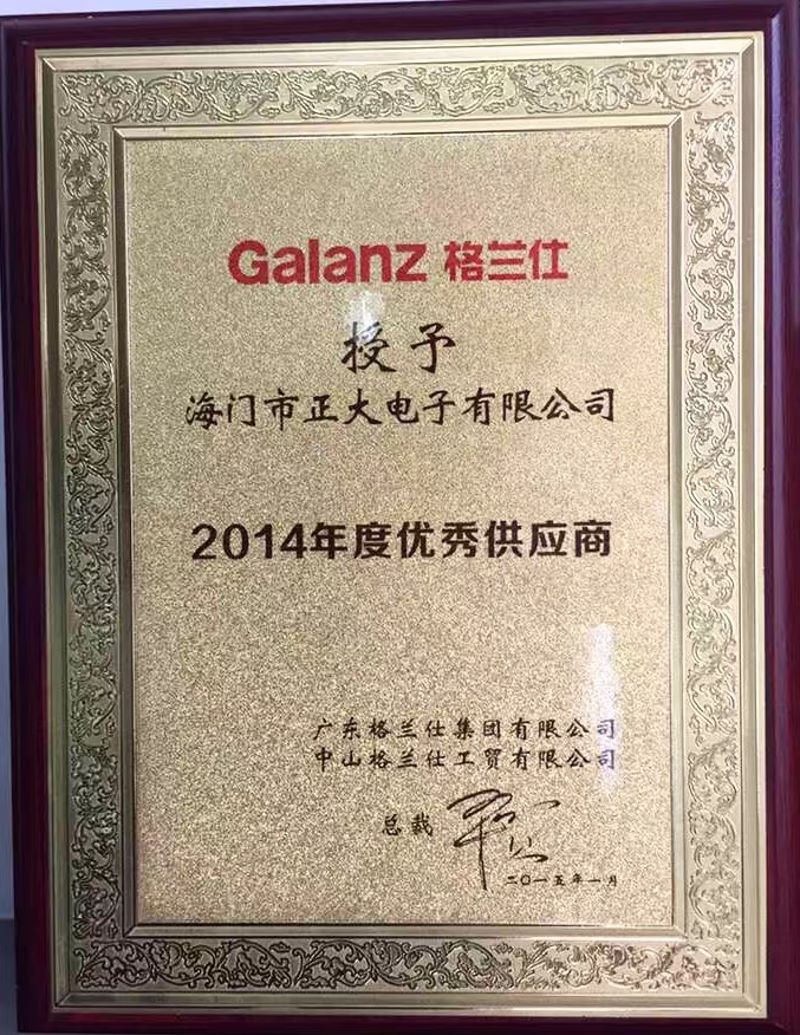 Galanz 格兰仕
授予
海门市正大电子有限公司
2014年度优秀供应商
广东格兰仕集团有限公司
中山格兰仕工贸有限公司
总裁
二〇一五年一月